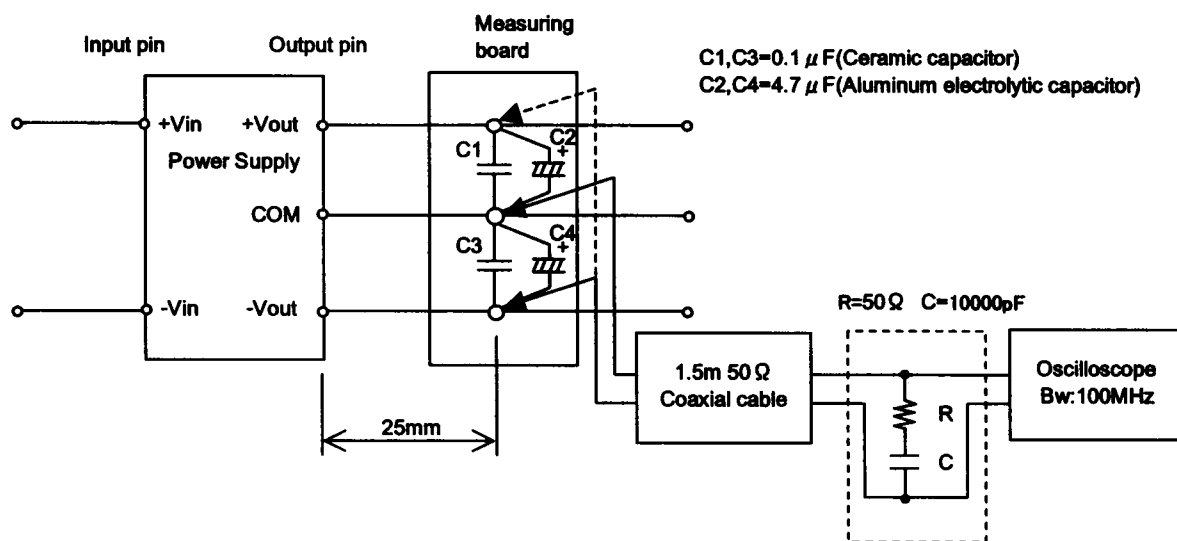 Input pin
Output pin
Measuring
board
C1,C3=0.1 μF(Ceramic capacitor)
C2,C4=4.7 μF(Aluminum electrolytic capacitor)
+Vin
+Vout
Power Supply
COM
-Vin
-Vout
C1
C2
+
C3
C4
+
25mm
1.5m 50Ω
Coaxial cable
R=50Ω C=10000pF
R
C
Oscilloscope
Bw:100MHz